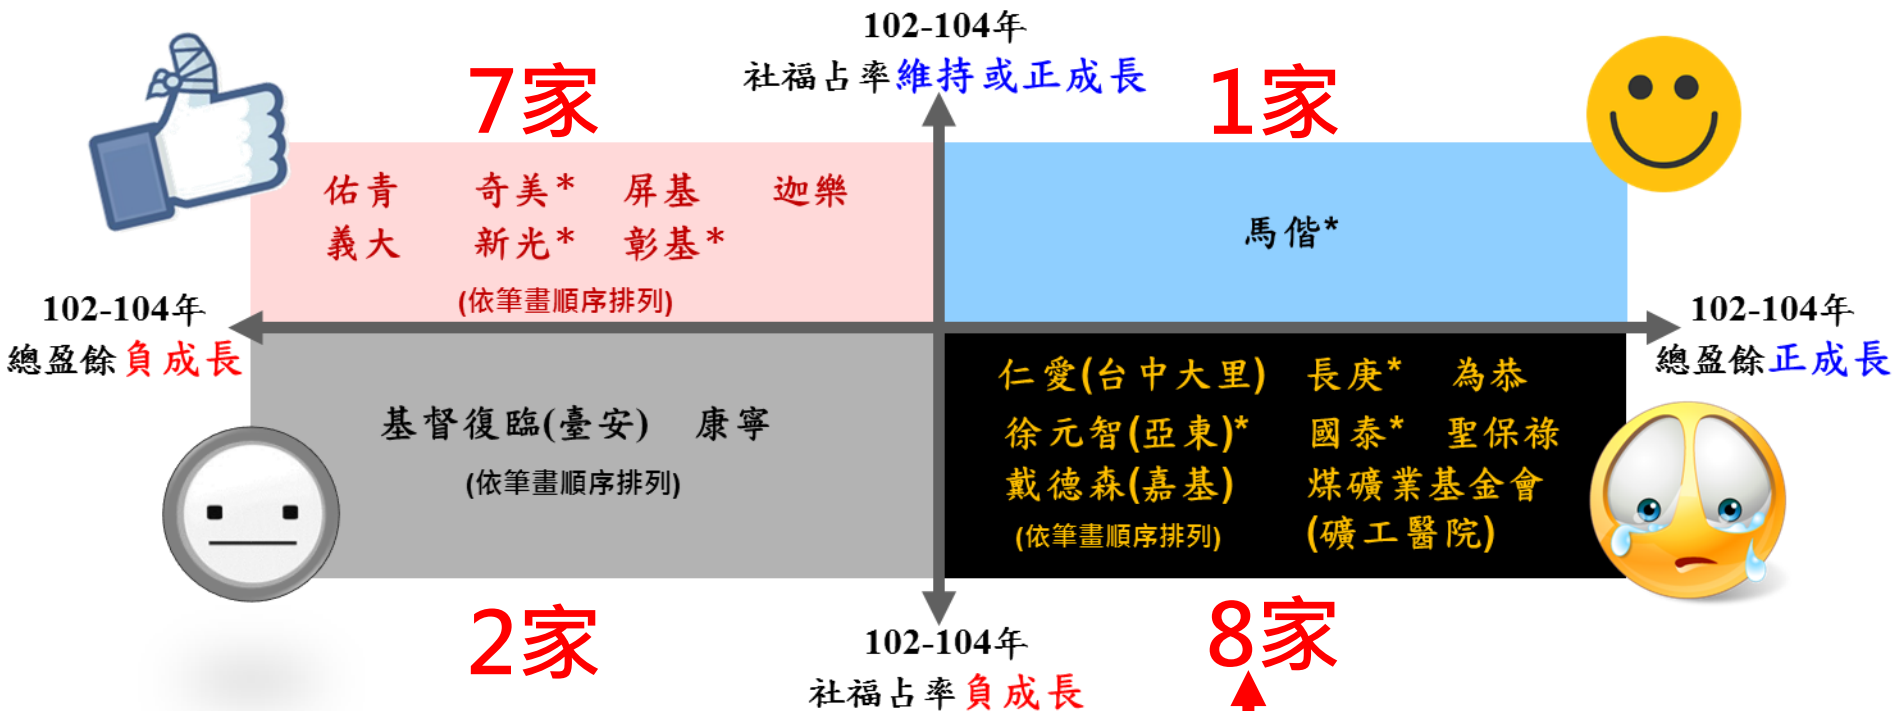 102-104年
社福占率維持或正成長
7家
1家
佑青 奇美* 屏基 迦樂
義大 新光* 彰基*
(依筆畫順序排列)
馬偕*
102-104年
總盈餘負成長
102-104年
總盈餘正成長
基督復臨(臺安) 康寧
(依筆畫順序排列)
仁愛(台中大里) 長庚* 為恭
徐元智(亞東)* 國泰* 聖保祿
戴德森(嘉基) 煤礦業基金會
(依筆畫順序排列) (礦工醫院)
2家
8家
102-104年
社福占率負成長